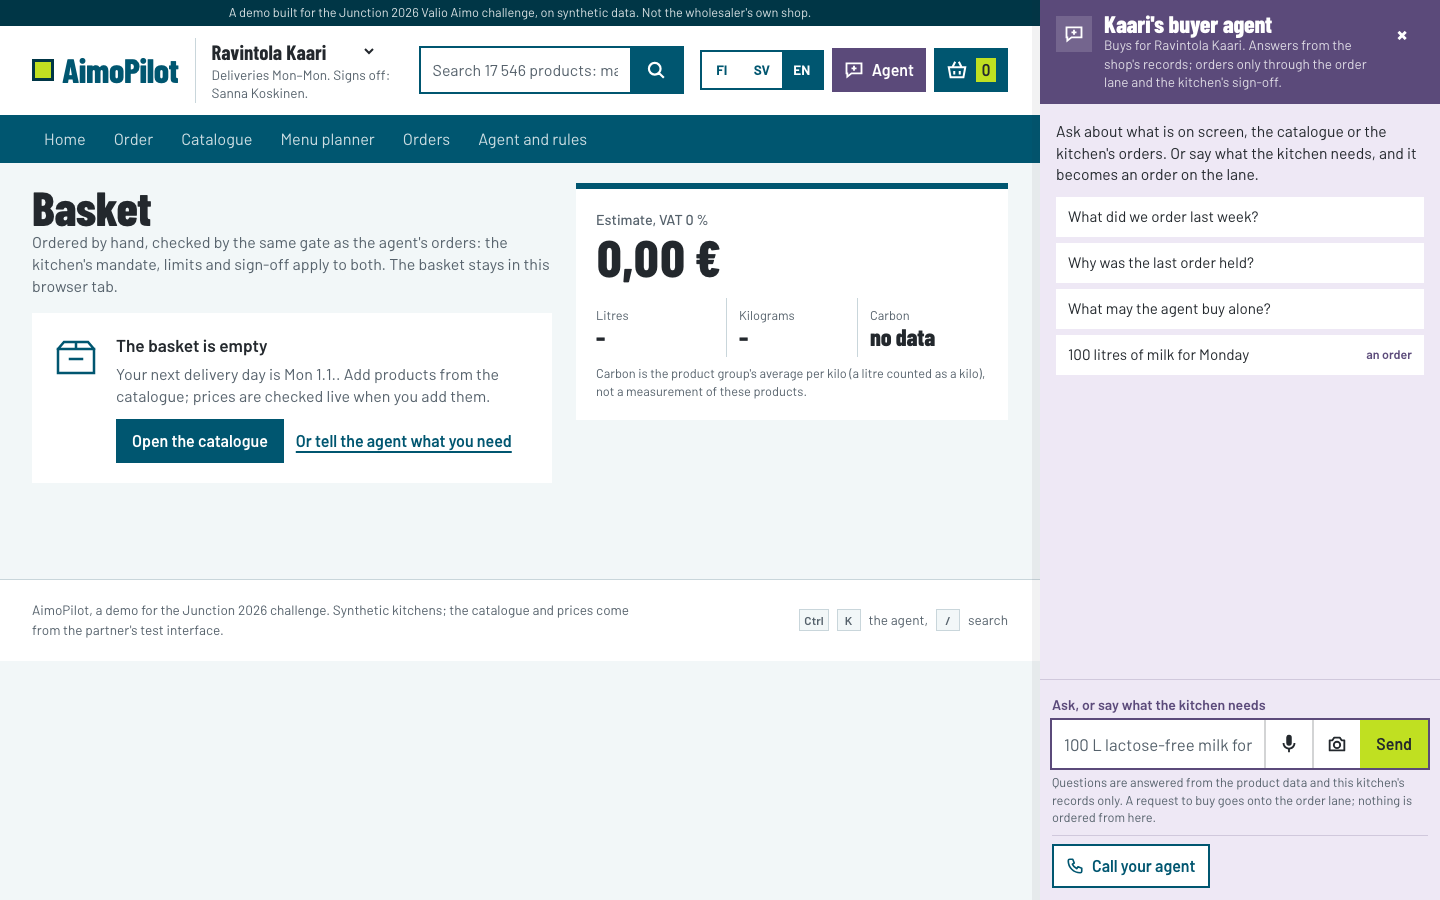 A demo built for the Junction 2026 Valio Aimo challenge, on synthetic data. Not the wholesaler's own shop.
AimoPilot
Ravintola Kaari
Deliveries Mon–Mon. Signs off:
Sanna Koskinen.
Search 17 546 products: ma
FI SV EN
Agent
0
Home Order Catalogue Menu planner Orders Agent and rules
Basket
Ordered by hand, checked by the same gate as the agent's orders: the
kitchen's mandate, limits and sign-off apply to both. The basket stays in this
browser tab.
The basket is empty
Your next delivery day is Mon 1.1.. Add products from the
catalogue; prices are checked live when you add them.
Open the catalogue Or tell the agent what you need
Estimate, VAT 0 %
0,00 €
Litres Kilograms Carbon
– – no data
Carbon is the product group's average per kilo (a litre counted as a kilo),
not a measurement of these products.
AimoPilot, a demo for the Junction 2026 challenge. Synthetic kitchens; the catalogue and prices come
from the partner's test interface.
Ctrl K the agent, / search
Kaari's buyer agent
Buys for Ravintola Kaari. Answers from the
shop's records; orders only through the order
lane and the kitchen's sign-off.
Ask about what is on screen, the catalogue or the
kitchen's orders. Or say what the kitchen needs, and it
becomes an order on the lane.
What did we order last week?
Why was the last order held?
What may the agent buy alone?
100 litres of milk for Monday an order
Ask, or say what the kitchen needs
100 L lactose-free milk for
Send
Questions are answered from the product data and this kitchen's
records only. A request to buy goes onto the order lane; nothing is
ordered from here.
Call your agent